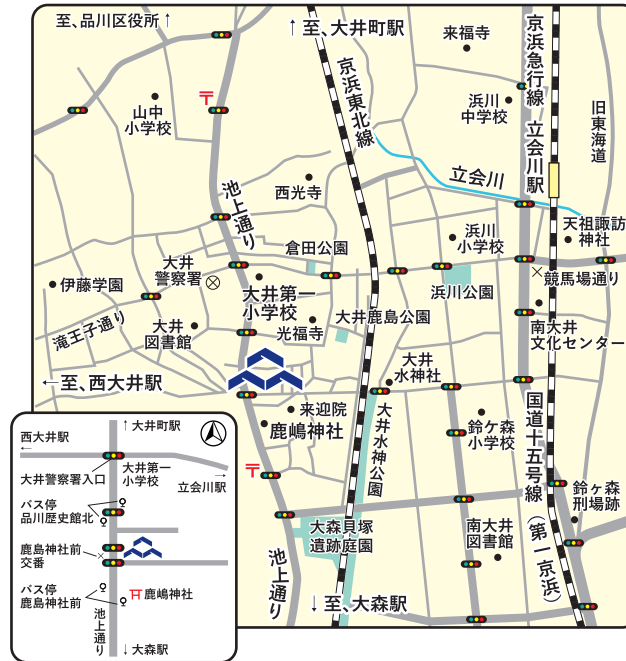 至、品川区役所↑
↑至、大井町駅
来福寺
京浜急行線
立会川駅
旧東海道
山中
小学校
京浜東北線
浜川
中学校
池上通り
西光寺
立会川
天祖諏訪
神社
倉田公園
浜川
小学校
大井
警察署
伊藤学園
大井第一
小学校
競馬場通り
浜川公園
滝王子通り
大井
図書館
光福寺
大井鹿島公園
南大井
文化センター
←至、西大井駅
大井
水神社
来迎院
鹿嶋神社
大井水神公園
鈴ケ森
小学校
国道十五号線
(第一京浜)
鈴ヶ森
刑場跡
大森貝塚
遺跡庭園
南大井
図書館
池上通り
↓至、大森駅
↑大井町駅
西大井駅
←
大井第一
小学校
大井警察署入口
→
立会川駅
バス停
品川歴史館北
鹿島神社前
交番
バス停
鹿島神社前
鹿嶋神社
池上通り
↓大森駅